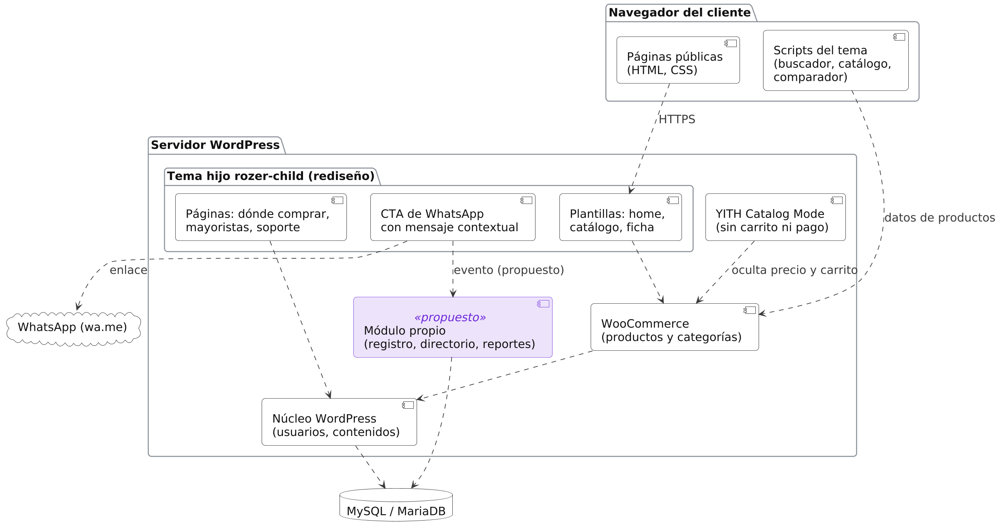 Navegador del cliente
Páginas públicas
(HTML, CSS)
Scripts del tema
(buscador, catálogo,
comparador)
HTTPS
Servidor WordPress
Tema hijo rozer-child (rediseño)
Páginas: dónde comprar,
mayoristas, soporte
CTA de WhatsApp
con mensaje contextual
Plantillas: home,
catálogo, ficha
YITH Catalog Mode
(sin carrito ni pago)
datos de productos
enlace
evento (propuesto)
oculta precio y carrito
WhatsApp (wa.me)
«propuesto»
Módulo propio
(registro, directorio, reportes)
WooCommerce
(productos y categorías)
Núcleo WordPress
(usuarios, contenidos)
MySQL / MariaDB